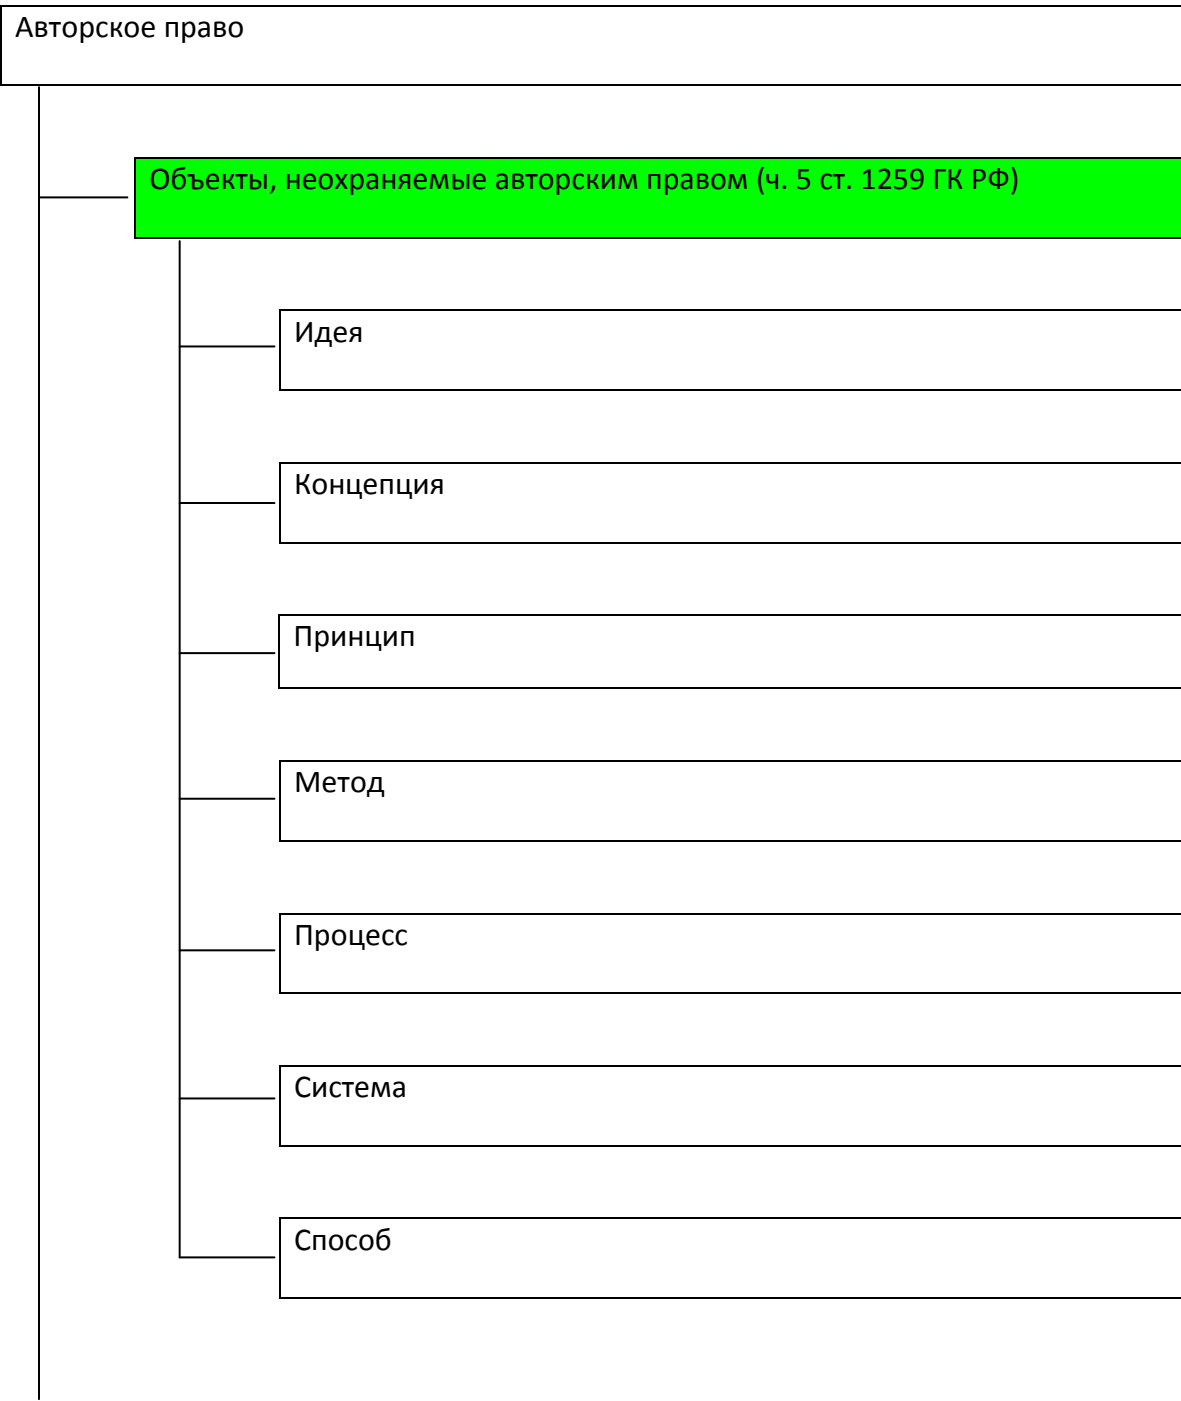 Авторское право
Объекты, неохраняемые авторским правом (ч. 5 ст. 1259 ГК РФ)
Идея
Концепция
Принцип
Метод
Процесс
Система
Способ